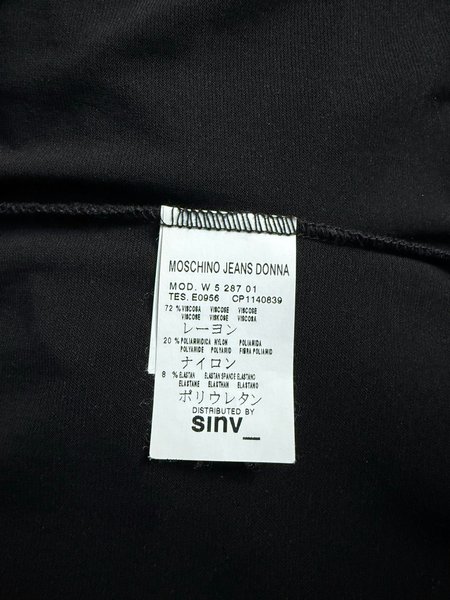 MOSCHINO JEANS DONNA
MOD. W 5 287 01
TES. E0956 CP1140839
72 % VISCOSA VISCOSE VISCOSE
VISCOSE VISKOSE VISCOSA
レーヨン
20 % POLIAMMIDICA NYLON POLIAMIDA
POLYAMIDE POLYAMID FIBRA POLIAMID
ナイロン
8 % ELASTAN ELASTAN SPANDE ELASTANO
ELASTANE ELASTHAN ELASTANO
ポリウレタン
DISTRIBUTED BY
SINV